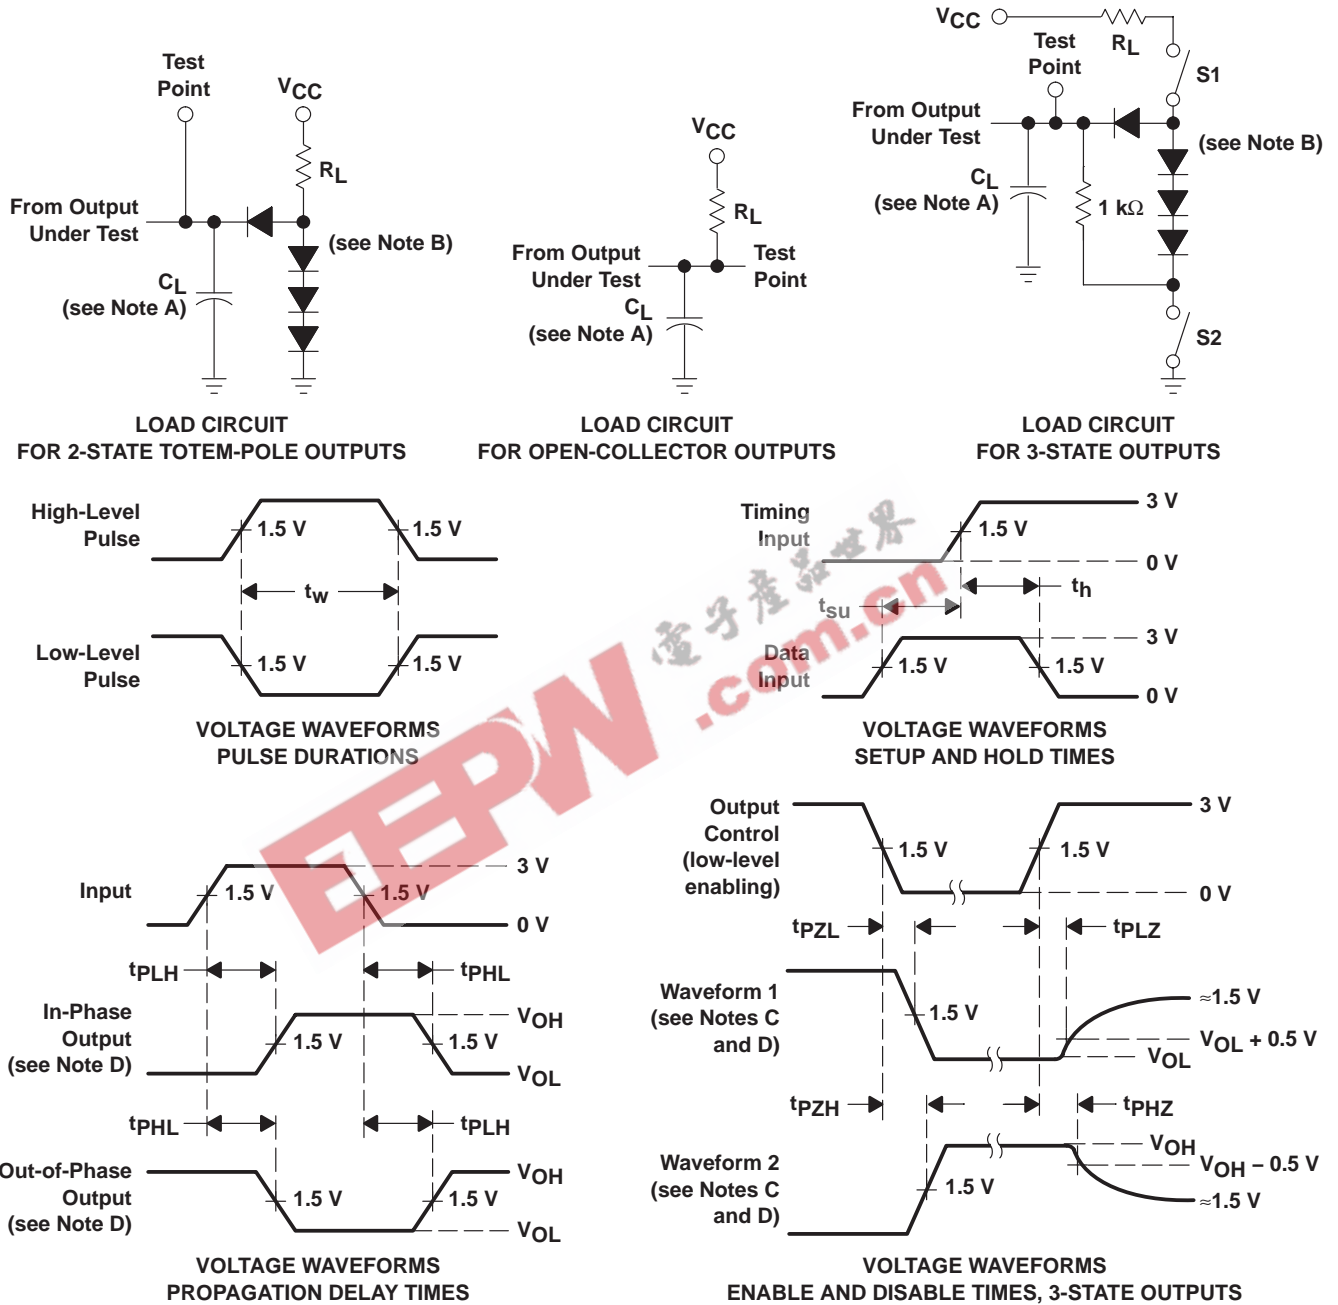 Test
Point
VCC
RL
From Output
Under Test
(see Note B)
CL
(see Note A)
LOAD CIRCUIT
FOR 2-STATE TOTEM-POLE OUTPUTS
VCC
RL
From Output
Under Test
Test
Point
CL
(see Note A)
LOAD CIRCUIT
FOR OPEN-COLLECTOR OUTPUTS
VCC
RL
Test
Point
S1
From Output
Under Test
(see Note B)
CL
(see Note A)
1 kΩ
S2
LOAD CIRCUIT
FOR 3-STATE OUTPUTS
High-Level
Pulse
1.5 V
1.5 V
tw
Low-Level
Pulse
1.5 V
1.5 V
VOLTAGE WAVEFORMS
PULSE DURATIONS
Timing
Input
3 V
1.5 V
0 V
th
tsu
Data
Input
3 V
1.5 V
1.5 V
0 V
VOLTAGE WAVEFORMS
SETUP AND HOLD TIMES
電子產品世界
.com.cn
EEPW
Input
3 V
1.5 V
1.5 V
0 V
tPLH
tPHL
In-Phase
Output
(see Note D)
VOH
1.5 V
1.5 V
VOL
tPHL
tPLH
Out-of-Phase
Output
(see Note D)
VOH
1.5 V
1.5 V
VOL
VOLTAGE WAVEFORMS
PROPAGATION DELAY TIMES
Output
Control
(low-level
enabling)
3 V
1.5 V
1.5 V
0 V
tPZL
tPLZ
Waveform 1
(see Notes C
and D)
1.5 V
≈1.5 V
VOL + 0.5 V
VOL
tPZH
tPHZ
Waveform 2
(see Notes C
and D)
1.5 V
VOH
VOH − 0.5 V
≈1.5 V
VOLTAGE WAVEFORMS
ENABLE AND DISABLE TIMES, 3-STATE OUTPUTS